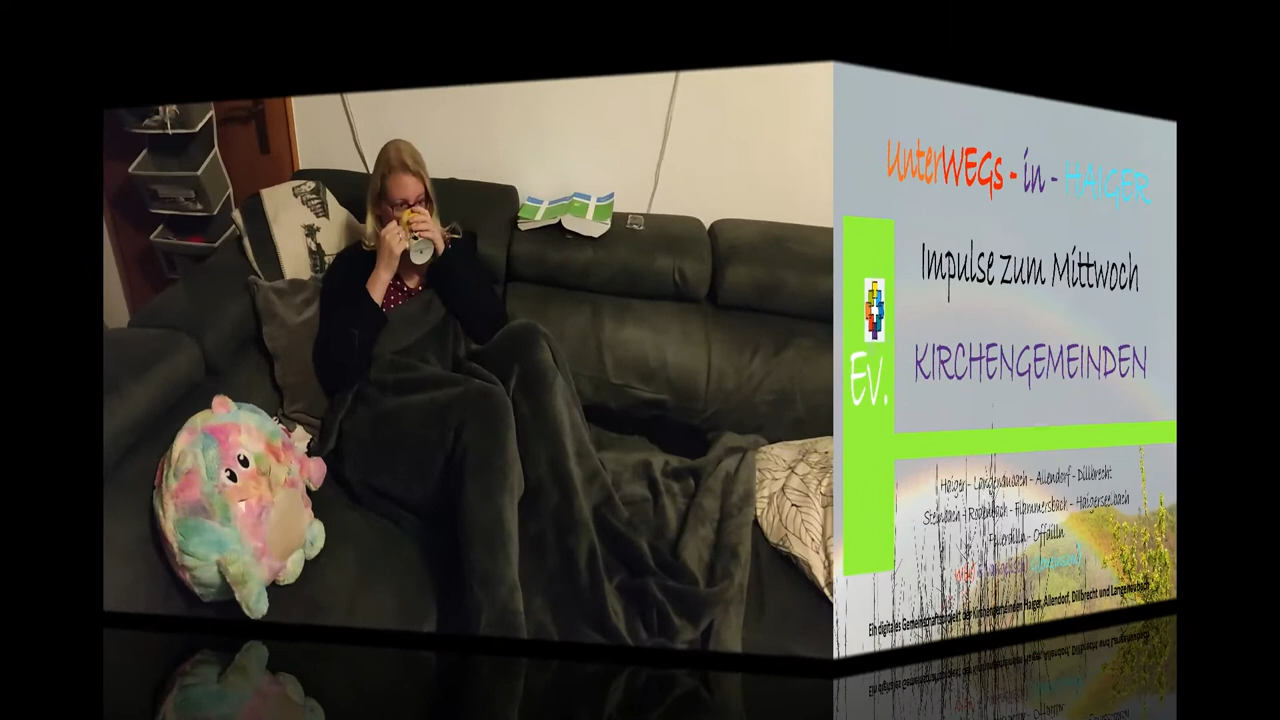 UnterWEGs - in - HAIGER
Impulse zum Mittwoch
KIRCHENGEMEINDEN
Ev.
Haiger - Langenaubach - Allendorf - Dillbrecht
Steinbach - Rodenbach - Flammersbach - Haigerseelbach
Fellerdilln - Offdilln
Ein digitales Gemeinschaftsprojekt der Kirchengemeinden Haiger, Allendorf, Dillbrecht und Langenaubach